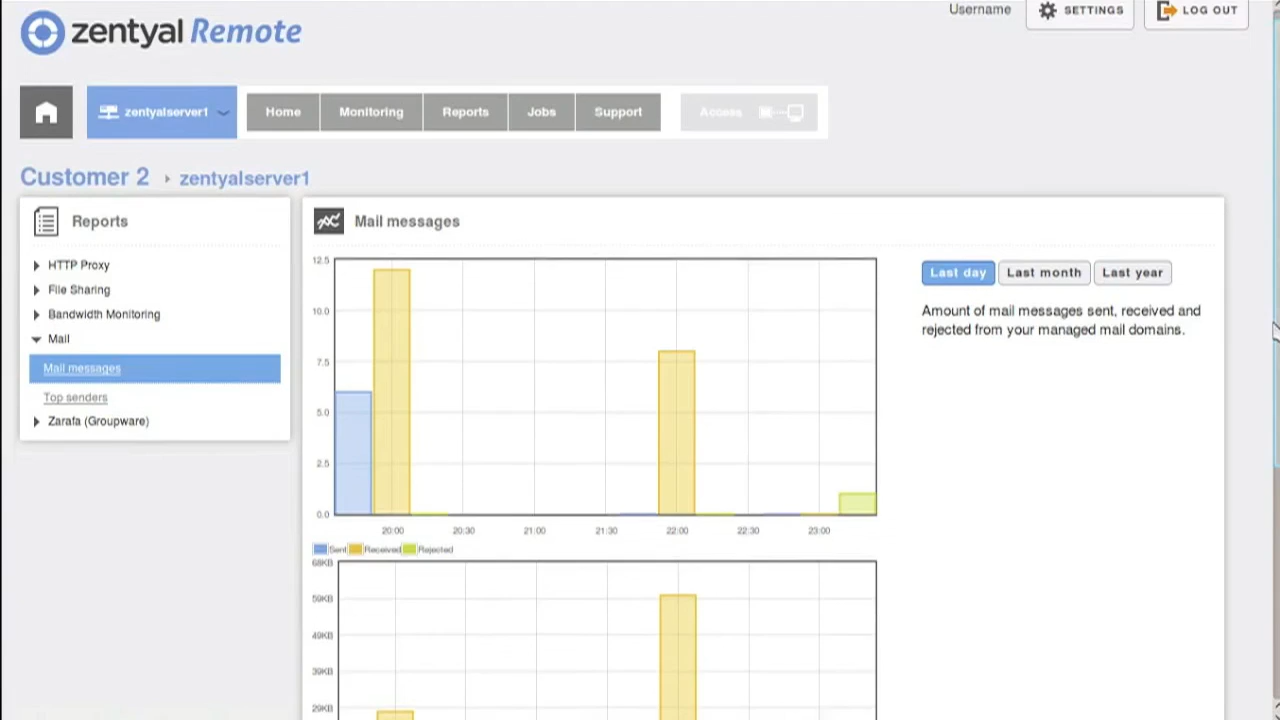 Username SETTINGS LOG OUT
zentyal Remote
zentyalserver1 Home Monitoring Reports Jobs Support Access
Customer 2 zentyalserver1
Reports
HTTP Proxy
File Sharing
Bandwidth Monitoring
Mail
Mail messages
Top senders
Zarafa (Groupware)
Mail messages
12.5
10.0
7.5
5.0
2.5
0.0
20:00 20:30 21:00 21:30 22:00 22:30 23:00
Sent Received Rejected
68KB
59KB
49KB
39KB
29KB
Last day Last month Last year
Amount of mail messages sent, received and
rejected from your managed mail domains.